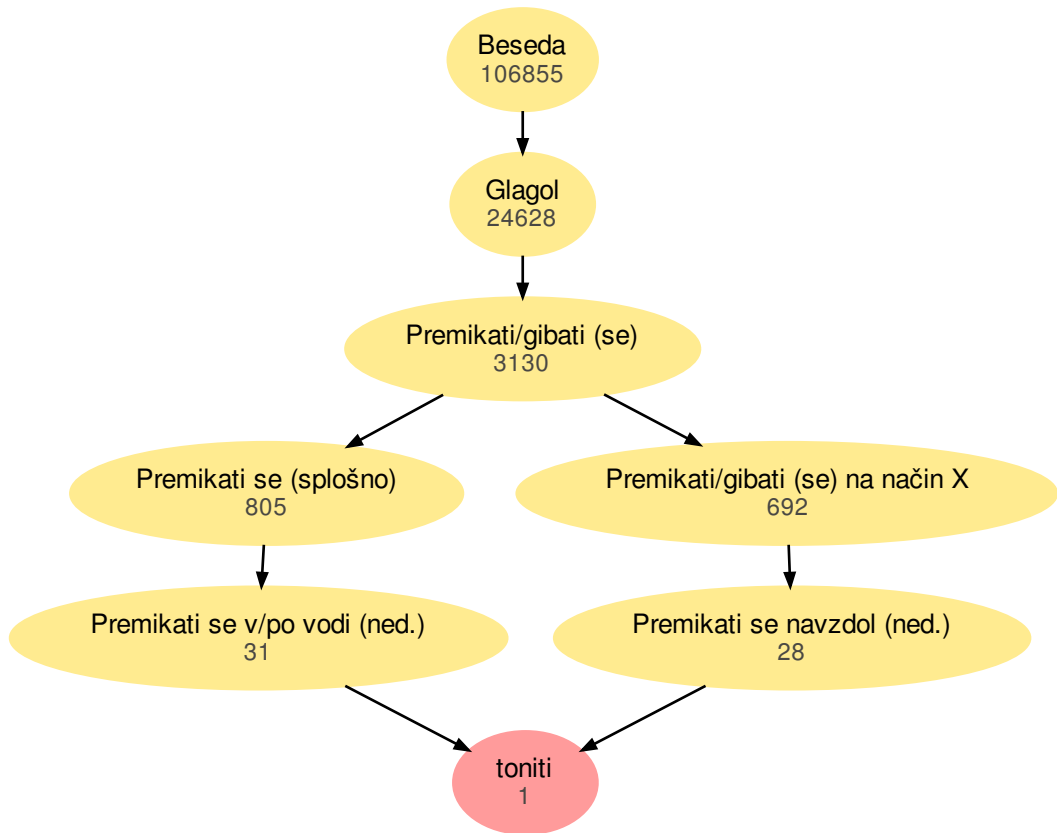 Beseda
106855
Glagol
24628
Premikati/gibati (se)
3130
Premikati se (splošno)
805
Premikati/gibati (se) na način X
692
Premikati se v/po vodi (ned.)
31
Premikati se navzdol (ned.)
28
toniti
1